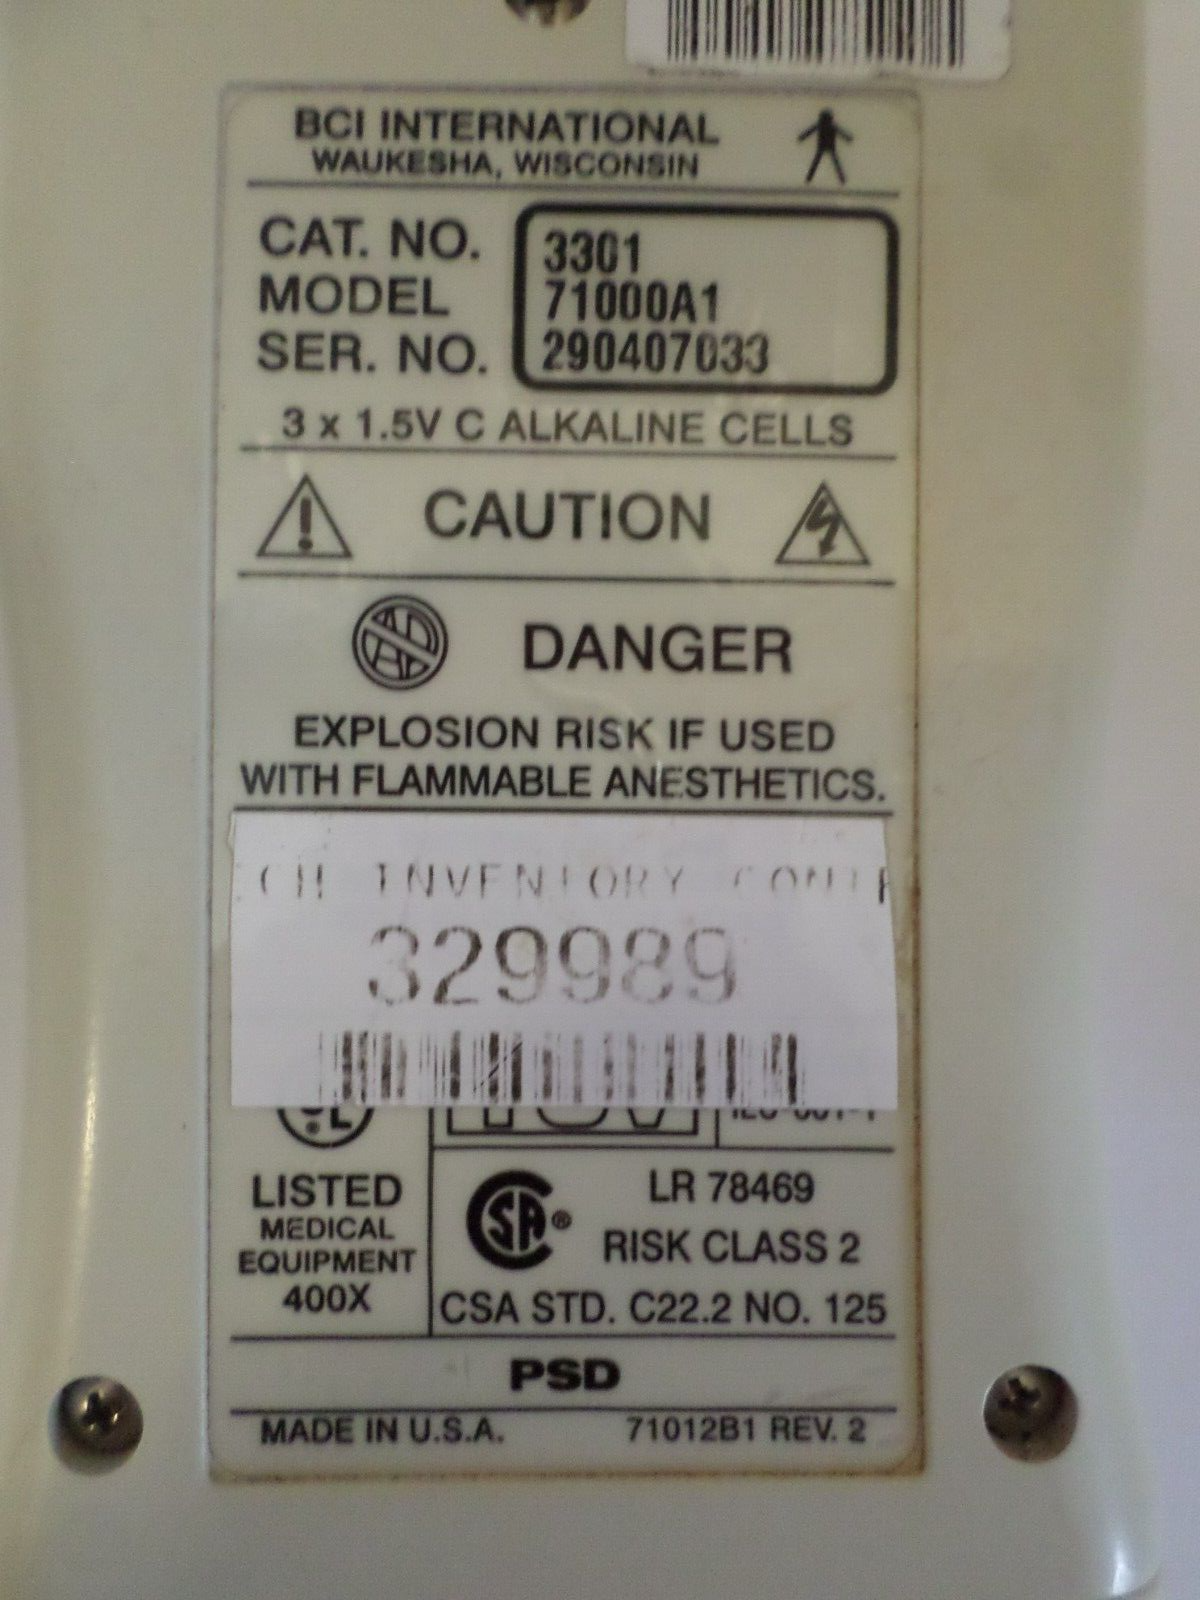 BCI INTERNATIONAL
WAUKESHA, WISCONSIN
CAT. NO. 3301
MODEL 71000A1
SER. NO. 290407033
3 x 1.5V C ALKALINE CELLS
CAUTION
DANGER
EXPLOSION RISK IF USED
WITH FLAMMABLE ANESTHETICS.
INVENTORY
329989
LISTED
MEDICAL
EQUIPMENT
400X
CSA®
LR 78469
RISK CLASS 2
CSA STD. C22.2 NO. 125
PSD
MADE IN U.S.A. 71012B1 REV. 2